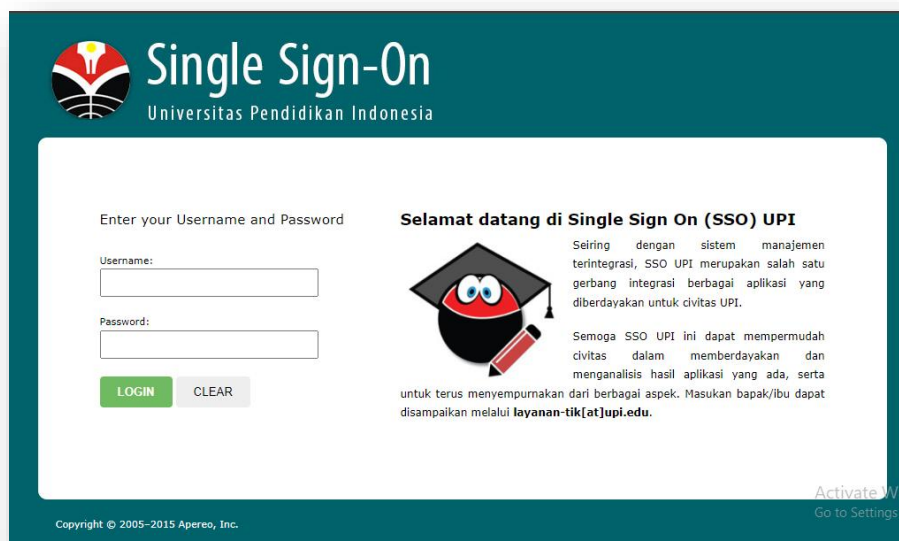 Single Sign-On
Universitas Pendidikan Indonesia
Enter your Username and Password
Username:
Password:
LOGIN
CLEAR
Selamat datang di Single Sign On (SSO) UPI
Seiring dengan sistem manajemen
terintegrasi, SSO UPI merupakan salah satu
gerbang integrasi berbagai aplikasi yang
diberdayakan untuk civitas UPI.
Semoga SSO UPI ini dapat mempermudah
civitas dalam memberdayakan dan
menganalisis hasil aplikasi yang ada, serta
untuk terus menyempurnakan dari berbagai aspek. Masukan bapak/ibu dapat
disampaikan melalui layanan-tik[at]upi.edu.
Activate W
Go to Settings
Copyright © 2005–2015 Apereo, Inc.